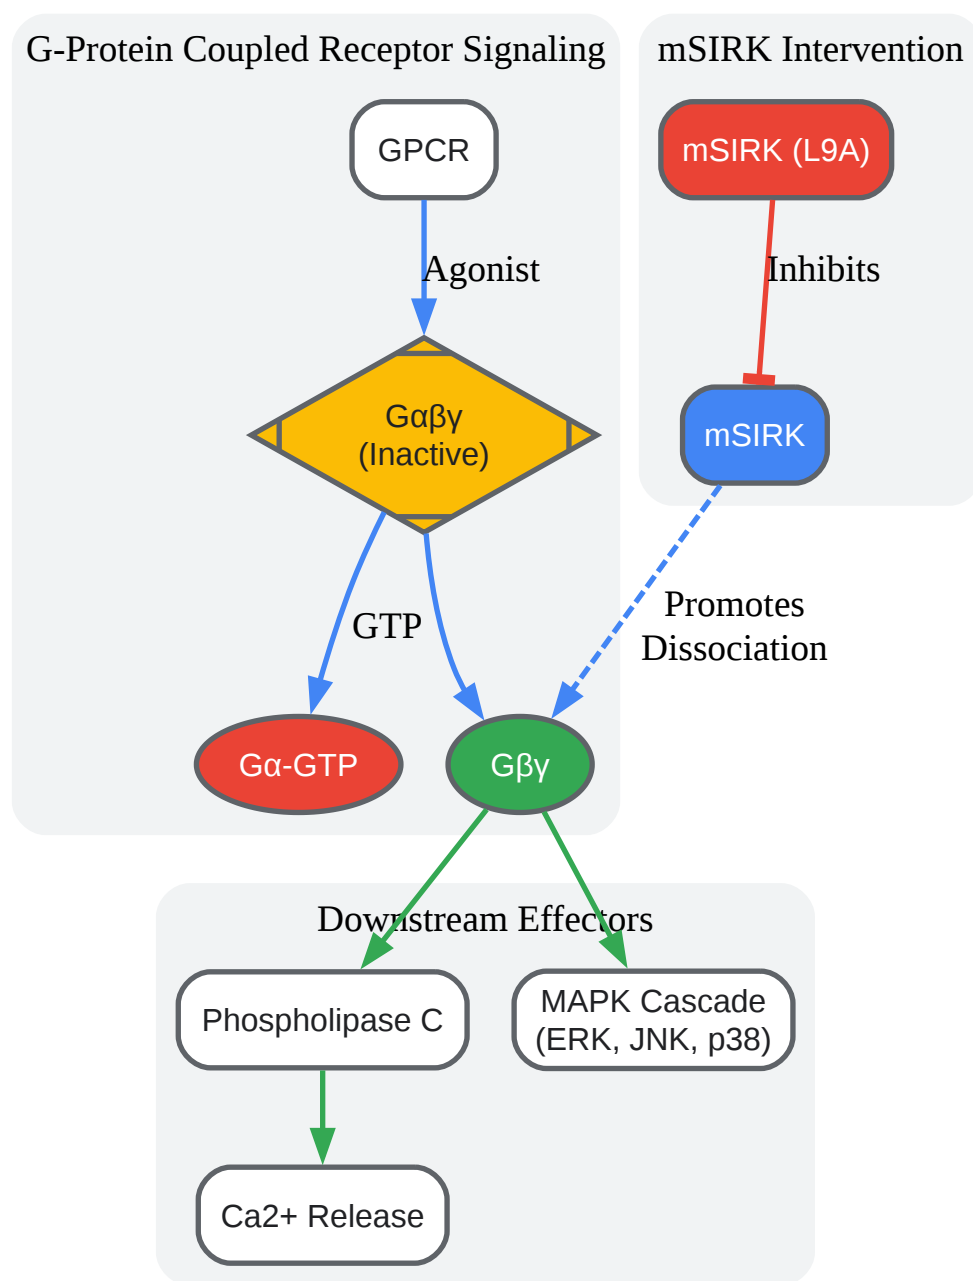 G-Protein Coupled Receptor Signaling
mSIRK Intervention
GPCR
mSIRK (L9A)
Agonist
Inhibits
Gαβγ
(Inactive)
mSIRK
GTP
Promotes
Dissociation
Gα-GTP
Gβγ
Downstream Effectors
Phospholipase C
MAPK Cascade
(ERK, JNK, p38)
Ca2+ Release